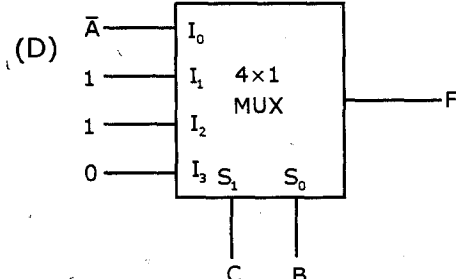 (D) A̅ I₀
1 I₁ 4×1
MUX F
1 I₂
0 I₃ S₁ S₀
C B